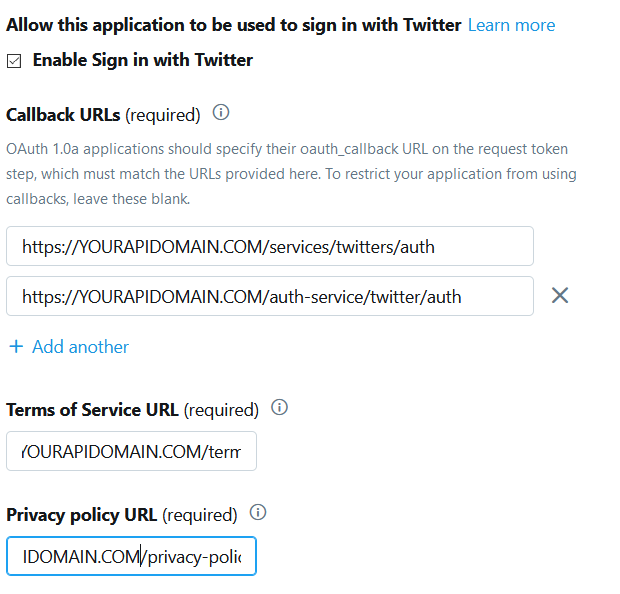 Allow this application to be used to sign in with Twitter Learn more
Enable Sign in with Twitter
Callback URLs (required)
OAuth 1.0a applications should specify their oauth_callback URL on the request token
step, which must match the URLs provided here. To restrict your application from using
callbacks, leave these blank.
https://YOURAPIDOMAIN.COM/services/twitters/auth
https://YOURAPIDOMAIN.COM/auth-service/twitter/auth
+ Add another
Terms of Service URL (required)
YOURAPIDOMAIN.COM/term
Privacy policy URL (required)
IDOMAIN.COM/privacy-polic